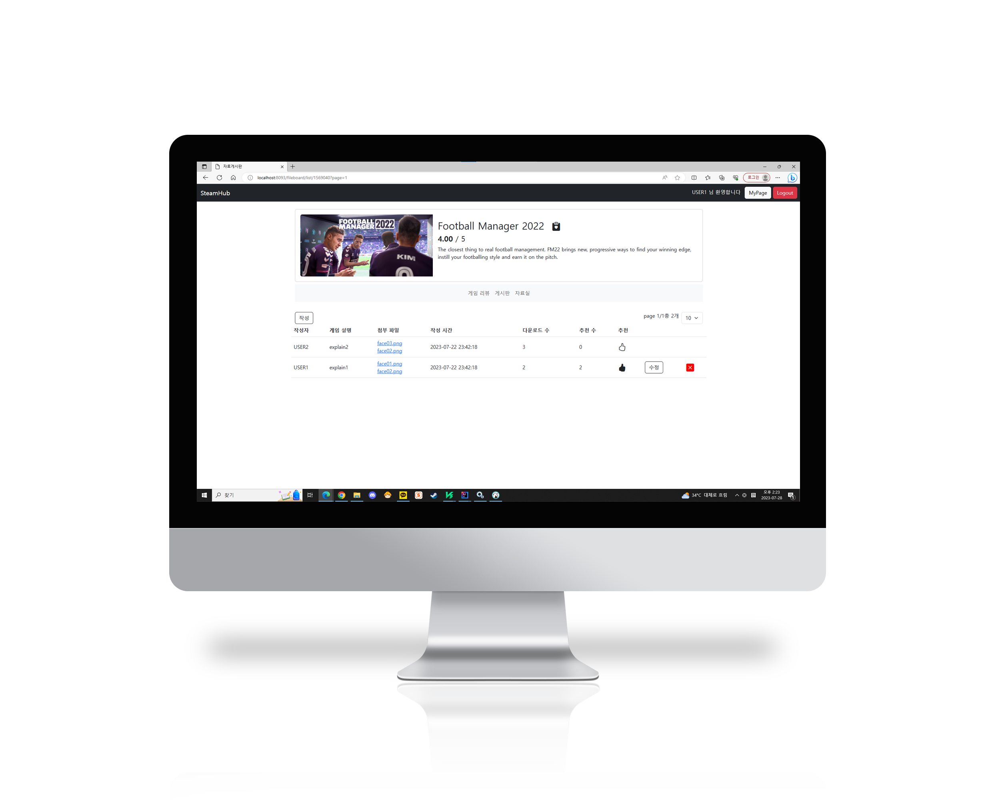 자료게시판
localhost:8093/fileboard/list/1569040?page=1
로그인
SteamHub
USER1 님 환영합니다
MyPage
Logout
FOOTBALL
MANAGER 2022
KIM
Football Manager 2022
4.00 / 5
The closest thing to real football management. FM22 brings new, progressive ways to find your winning edge,
instill your footballing style and earn it on the pitch.
게임 리뷰 게시판 자료실
작성
page 1/1종 2개
10
작성자 게임 설명 첨부 파일 작성 시간 다운로드 수 추천 수 추천
USER2 explain2 face03.png 2023-07-22 23:42:18 3 0
face02.png
USER1 explain1 face01.png 2023-07-22 23:42:18 2 2 수정
face02.png
찾기
34°C 대체로 흐림
오후 2:23
2023-07-28
1